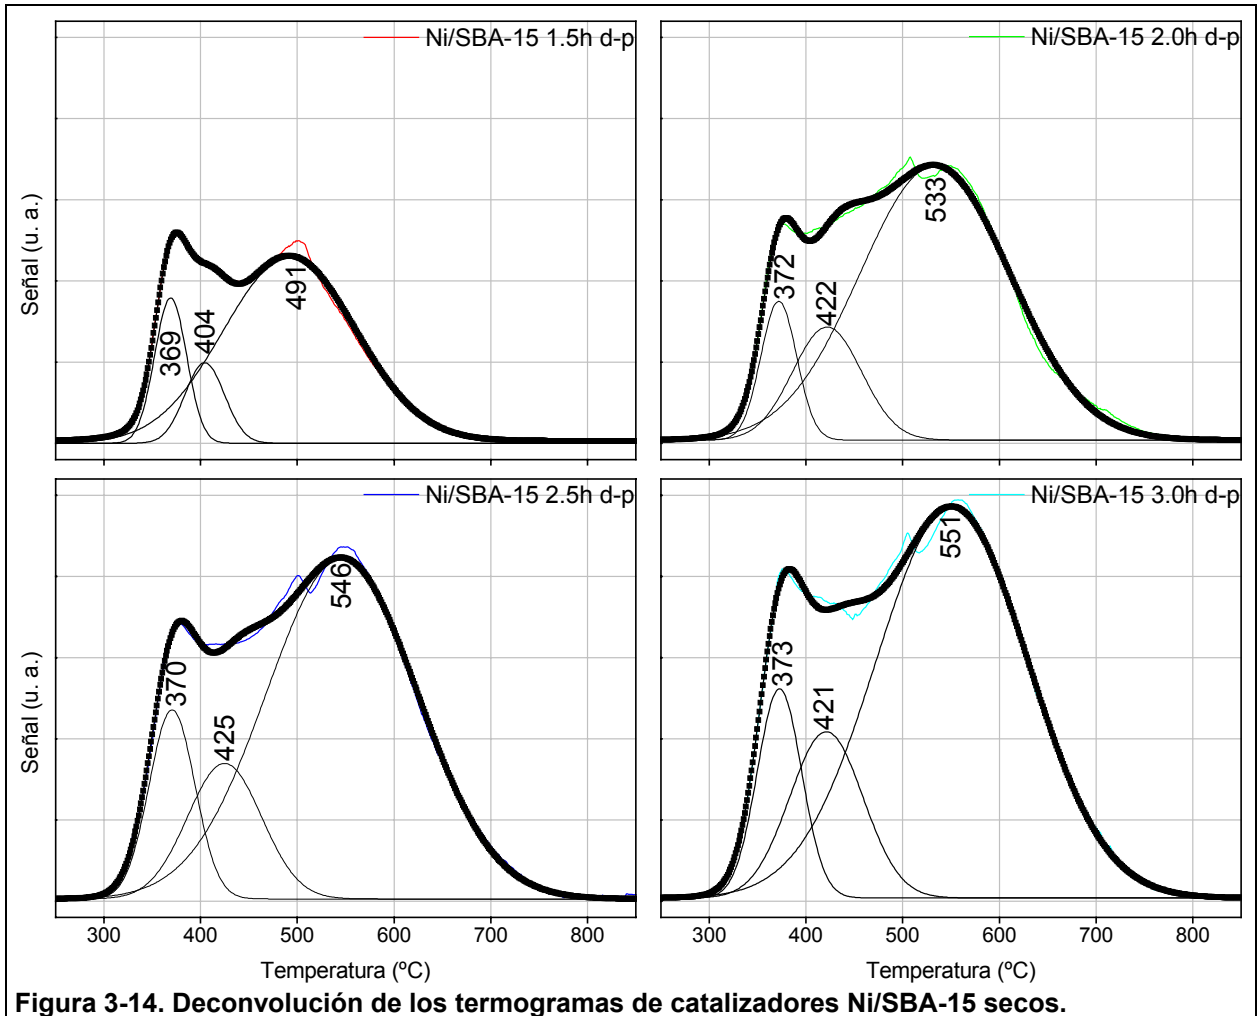 Ni/SBA-15 1.5h d-p
Señal (u. a.)
369
404
491
Ni/SBA-15 2.0h d-p
372
422
533
Ni/SBA-15 2.5h d-p
Señal (u. a.)
370
425
546
300 400 500 600 700 800
Temperatura (ºC)
Ni/SBA-15 3.0h d-p
373
421
551
300 400 500 600 700 800
Temperatura (ºC)
Figura 3-14. Deconvolución de los termogramas de catalizadores Ni/SBA-15 secos.